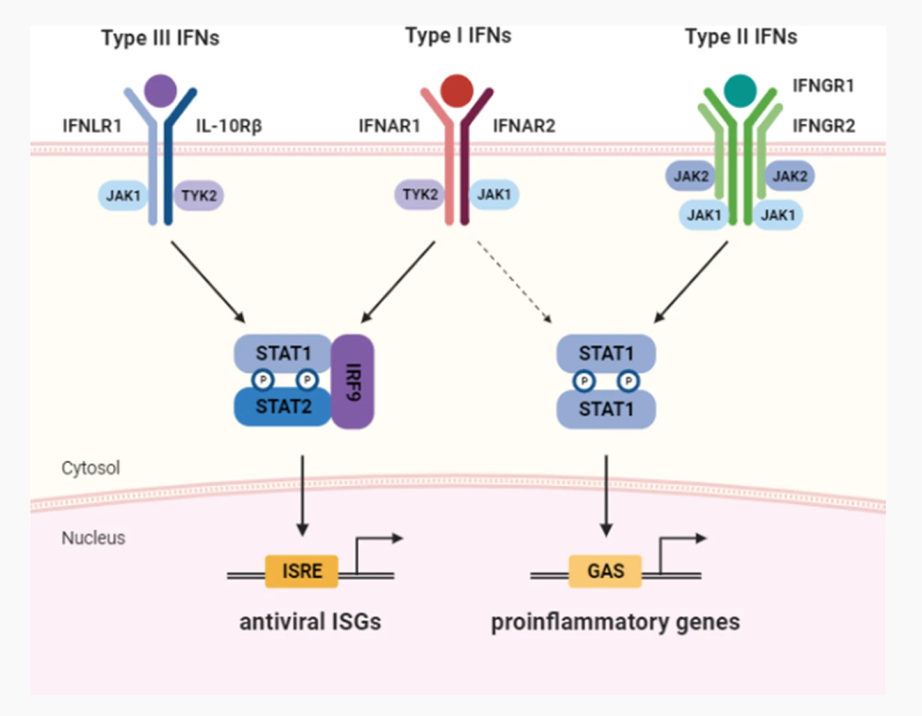 Type III IFNs
Type I IFNs
Type II IFNs
IFNGR1
IFNLR1
IL-10Rβ
IFNAR1
IFNAR2
IFNGR2
JAK2
JAK2
JAK1
TYK2
TYK2
JAK1
JAK1
JAK1
STAT1
P
P
STAT2
IRF9
STAT1
P
P
STAT1
Cytosol
Nucleus
ISRE
GAS
antiviral ISGs
proinflammatory genes